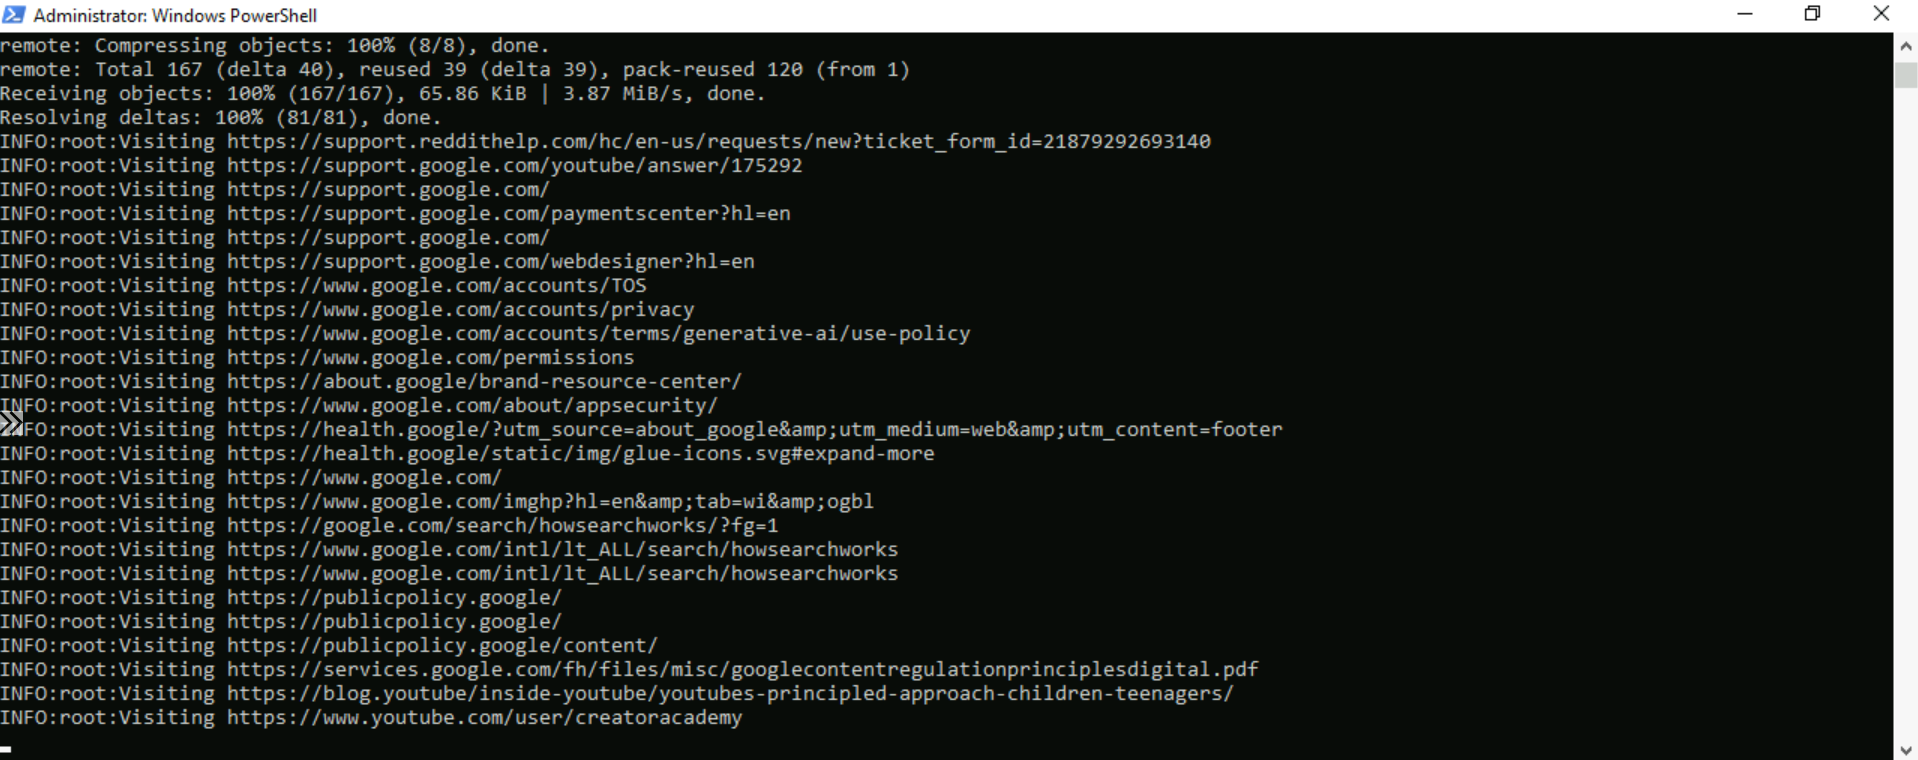 Administrator: Windows PowerShell
remote: Compressing objects: 100% (8/8), done.
remote: Total 167 (delta 40), reused 39 (delta 39), pack-reused 120 (from 1)
Receiving objects: 100% (167/167), 65.86 KiB | 3.87 MiB/s, done.
Resolving deltas: 100% (81/81), done.
INFO:root:Visiting https://support.reddithelp.com/hc/en-us/requests/new?ticket_form_id=21879292693140
INFO:root:Visiting https://support.google.com/youtube/answer/175292
INFO:root:Visiting https://support.google.com/
INFO:root:Visiting https://support.google.com/paymentscenter?hl=en
INFO:root:Visiting https://support.google.com/
INFO:root:Visiting https://support.google.com/webdesigner?hl=en
INFO:root:Visiting https://www.google.com/accounts/TOS
INFO:root:Visiting https://www.google.com/accounts/privacy
INFO:root:Visiting https://www.google.com/accounts/terms/generative-ai/use-policy
INFO:root:Visiting https://www.google.com/permissions
INFO:root:Visiting https://about.google/brand-resource-center/
INFO:root:Visiting https://www.google.com/about/appsecurity/
INFO:root:Visiting https://health.google/?utm_source=about_google&amp;utm_medium=web&amp;utm_content=footer
INFO:root:Visiting https://health.google/static/img/glue-icons.svg#expand-more
INFO:root:Visiting https://www.google.com/
INFO:root:Visiting https://www.google.com/imghp?hl=en&amp;tab=wi&amp;ogbl
INFO:root:Visiting https://google.com/search/howsearchworks/?fg=1
INFO:root:Visiting https://www.google.com/intl/lt_ALL/search/howsearchworks
INFO:root:Visiting https://www.google.com/intl/lt_ALL/search/howsearchworks
INFO:root:Visiting https://publicpolicy.google/
INFO:root:Visiting https://publicpolicy.google/
INFO:root:Visiting https://publicpolicy.google/content/
INFO:root:Visiting https://services.google.com/fh/files/misc/googlecontentregulationprinciplesdigital.pdf
INFO:root:Visiting https://blog.youtube/inside-youtube/youtubes-principled-approach-children-teenagers/
INFO:root:Visiting https://www.youtube.com/user/creatoracademy